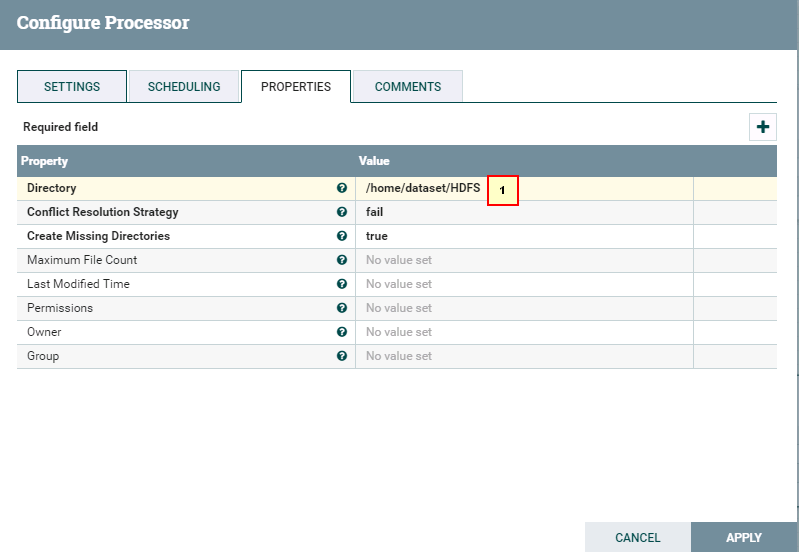 Configure Processor
SETTINGS SCHEDULING PROPERTIES COMMENTS
Required field
Property Value
Directory ? /home/dataset/HDFS 1
Conflict Resolution Strategy ? fail
Create Missing Directories ? true
Maximum File Count ? No value set
Last Modified Time ? No value set
Permissions ? No value set
Owner ? No value set
Group ? No value set
CANCEL APPLY